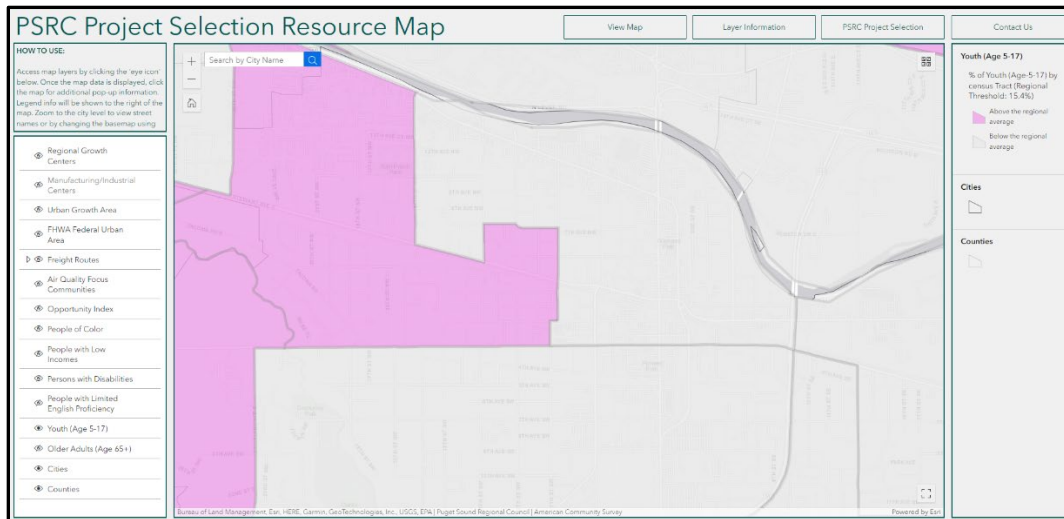 PSRC Project Selection Resource Map
View Map
Layer Information
PSRC Project Selection
Contact Us
HOW TO USE:
Access map layers by clicking the 'eye icon'
below. Once the map data is displayed, click
the map for additional pop-up information.
Legend info will be shown to the right of the
map. Zoom to the city level to view street
names or by changing the basemap using
Regional Growth
Centers
Manufacturing/Industrial
Centers
Urban Growth Area
FHWA Federal Urban
Area
Freight Routes
Air Quality Focus
Communities
Opportunity Index
People of Color
People with Low
Incomes
Persons with Disabilities
People with Limited
English Proficiency
Youth (Age 5-17)
Older Adults (Age 65+)
Cities
Counties
Search by City Name
Bureau of Land Management, Esri, HERE, Garmin, GeoTechnologies, Inc., USGS, EPA | Puget Sound Regional Council | American Community Survey
Powered by Esri
Youth (Age 5-17)
% of Youth (Age 5-17) by
census Tract (Regional
Threshold: 15.4%)
Above the regional
average
Below the regional
average
Cities
Counties